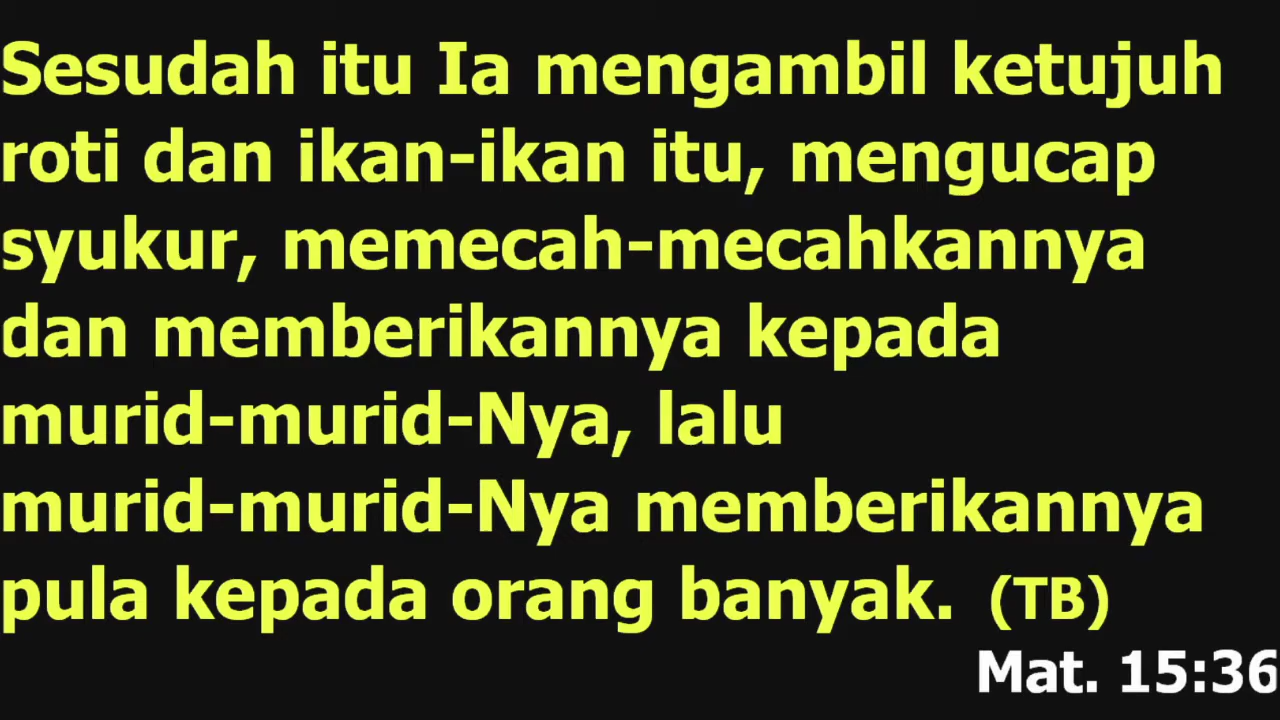 Sesudah itu Ia mengambil ketujuh
roti dan ikan-ikan itu, mengucap
syukur, memecah-mecahkannya
dan memberikannya kepada
murid-murid-Nya, lalu
murid-murid-Nya memberikannya
pula kepada orang banyak. (TB)
Mat. 15:36